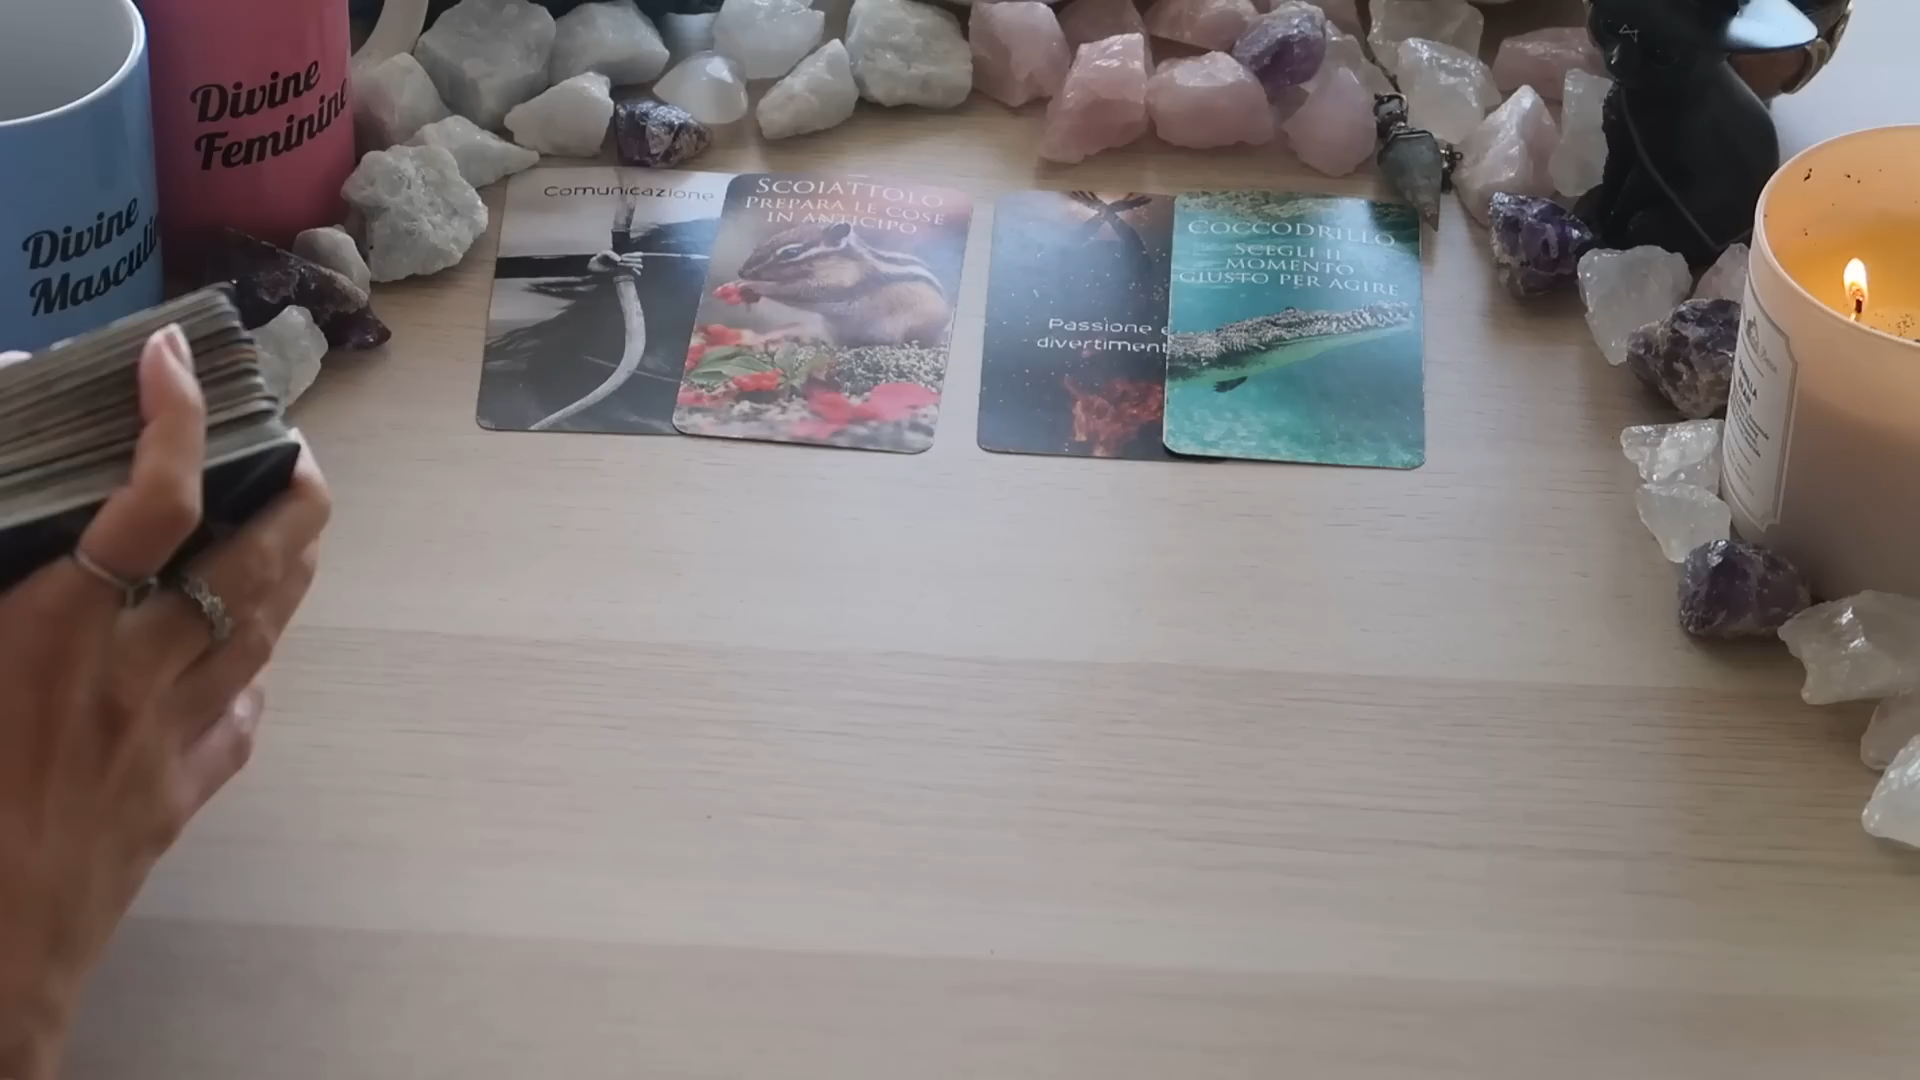 Divine
Masculin
Divine
Feminine
Comunicazione
SCOIATTOLO
PREPARA LE COSE
IN ANTICIPO
Passione e
divertiment
COCCODRILLO
SCEGLI IL
MOMENTO
GIUSTO PER AGIRE